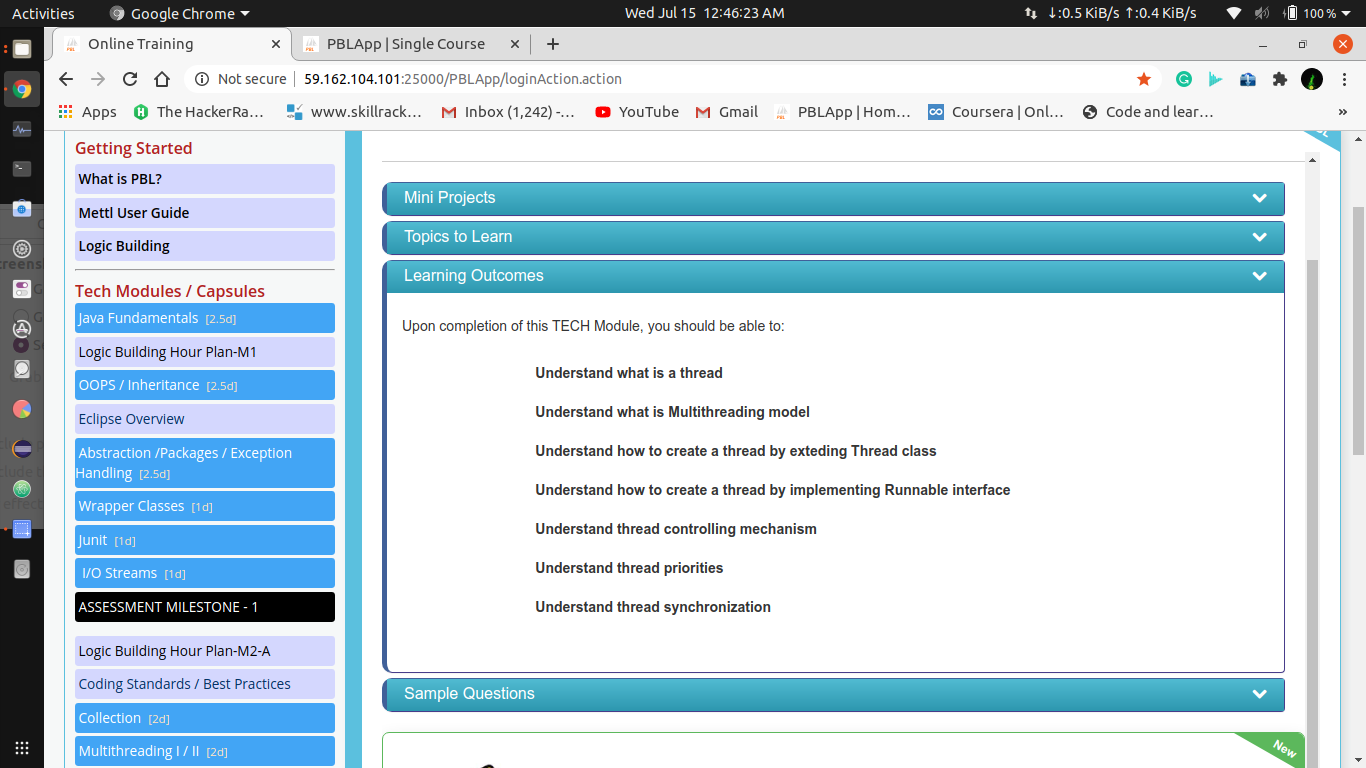 Activities
Google Chrome
Wed Jul 15 12:46:23 AM
↓:0.5 KiB/s ↑:0.4 KiB/s
100 %
Online Training
PBLApp | Single Course
Not secure
59.162.104.101:25000/PBLApp/loginAction.action
Apps
The HackerRa...
www.skillrack...
Inbox (1,242) -...
YouTube
Gmail
PBLApp | Hom...
Coursera | Onl...
Code and lear...
»
Getting Started
What is PBL?
Mettl User Guide
Logic Building
Tech Modules / Capsules
Java Fundamentals [2.5d]
Logic Building Hour Plan-M1
OOPS / Inheritance [2.5d]
Eclipse Overview
Abstraction /Packages / Exception
Handling [2.5d]
Wrapper Classes [1d]
Junit [1d]
I/O Streams [1d]
ASSESSMENT MILESTONE - 1
Logic Building Hour Plan-M2-A
Coding Standards / Best Practices
Collection [2d]
Multithreading I / II [2d]
Mini Projects
Topics to Learn
Learning Outcomes
Upon completion of this TECH Module, you should be able to:
Understand what is a thread
Understand what is Multithreading model
Understand how to create a thread by exteding Thread class
Understand how to create a thread by implementing Runnable interface
Understand thread controlling mechanism
Understand thread priorities
Understand thread synchronization
Sample Questions
New